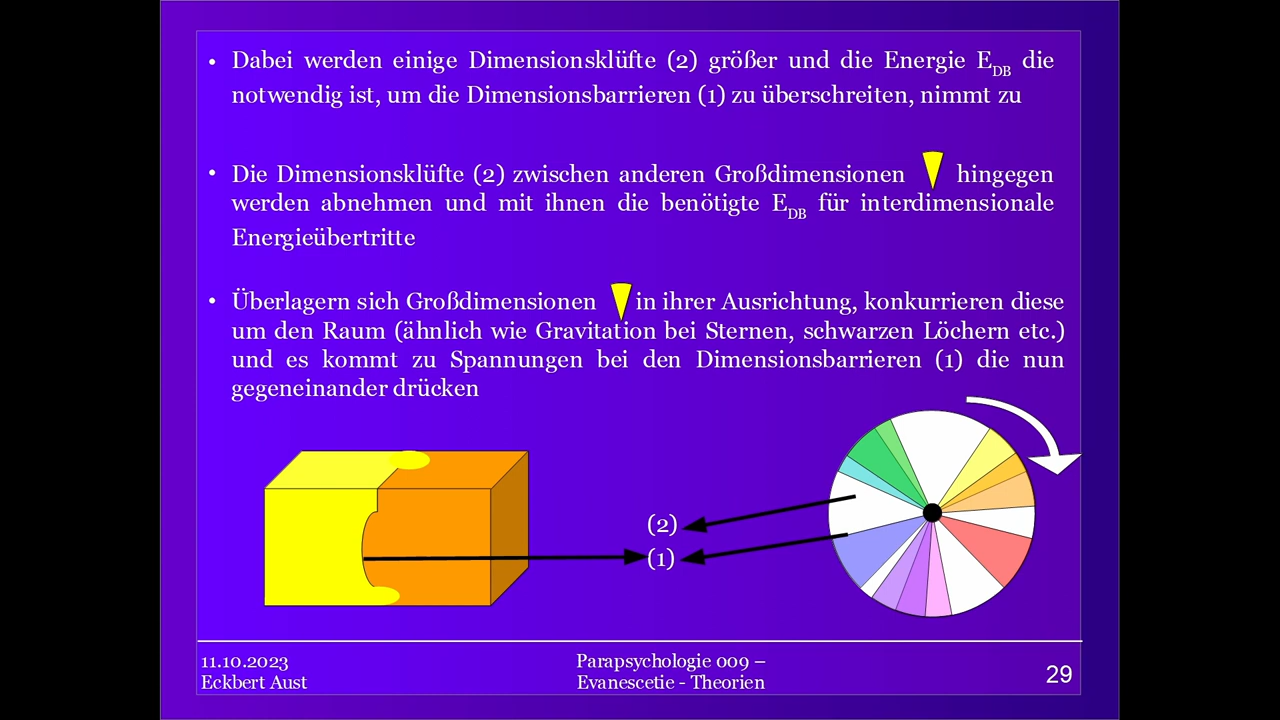 • Dabei werden einige Dimensionsklüfte (2) größer und die Energie E_DB die
notwendig ist, um die Dimensionsbarrieren (1) zu überschreiten, nimmt zu
• Die Dimensionsklüfte (2) zwischen anderen Großdimensionen hingegen
werden abnehmen und mit ihnen die benötigte E_DB für interdimensionale
Energieübertritte
• Überlagern sich Großdimensionen in ihrer Ausrichtung, konkurrieren diese
um den Raum (ähnlich wie Gravitation bei Sternen, schwarzen Löchern etc.)
und es kommt zu Spannungen bei den Dimensionsbarrieren (1) die nun
gegeneinander drücken
(2)
(1)
11.10.2023
Eckbert Aust
Parapsychologie 009 –
Evanescetie - Theorien
29